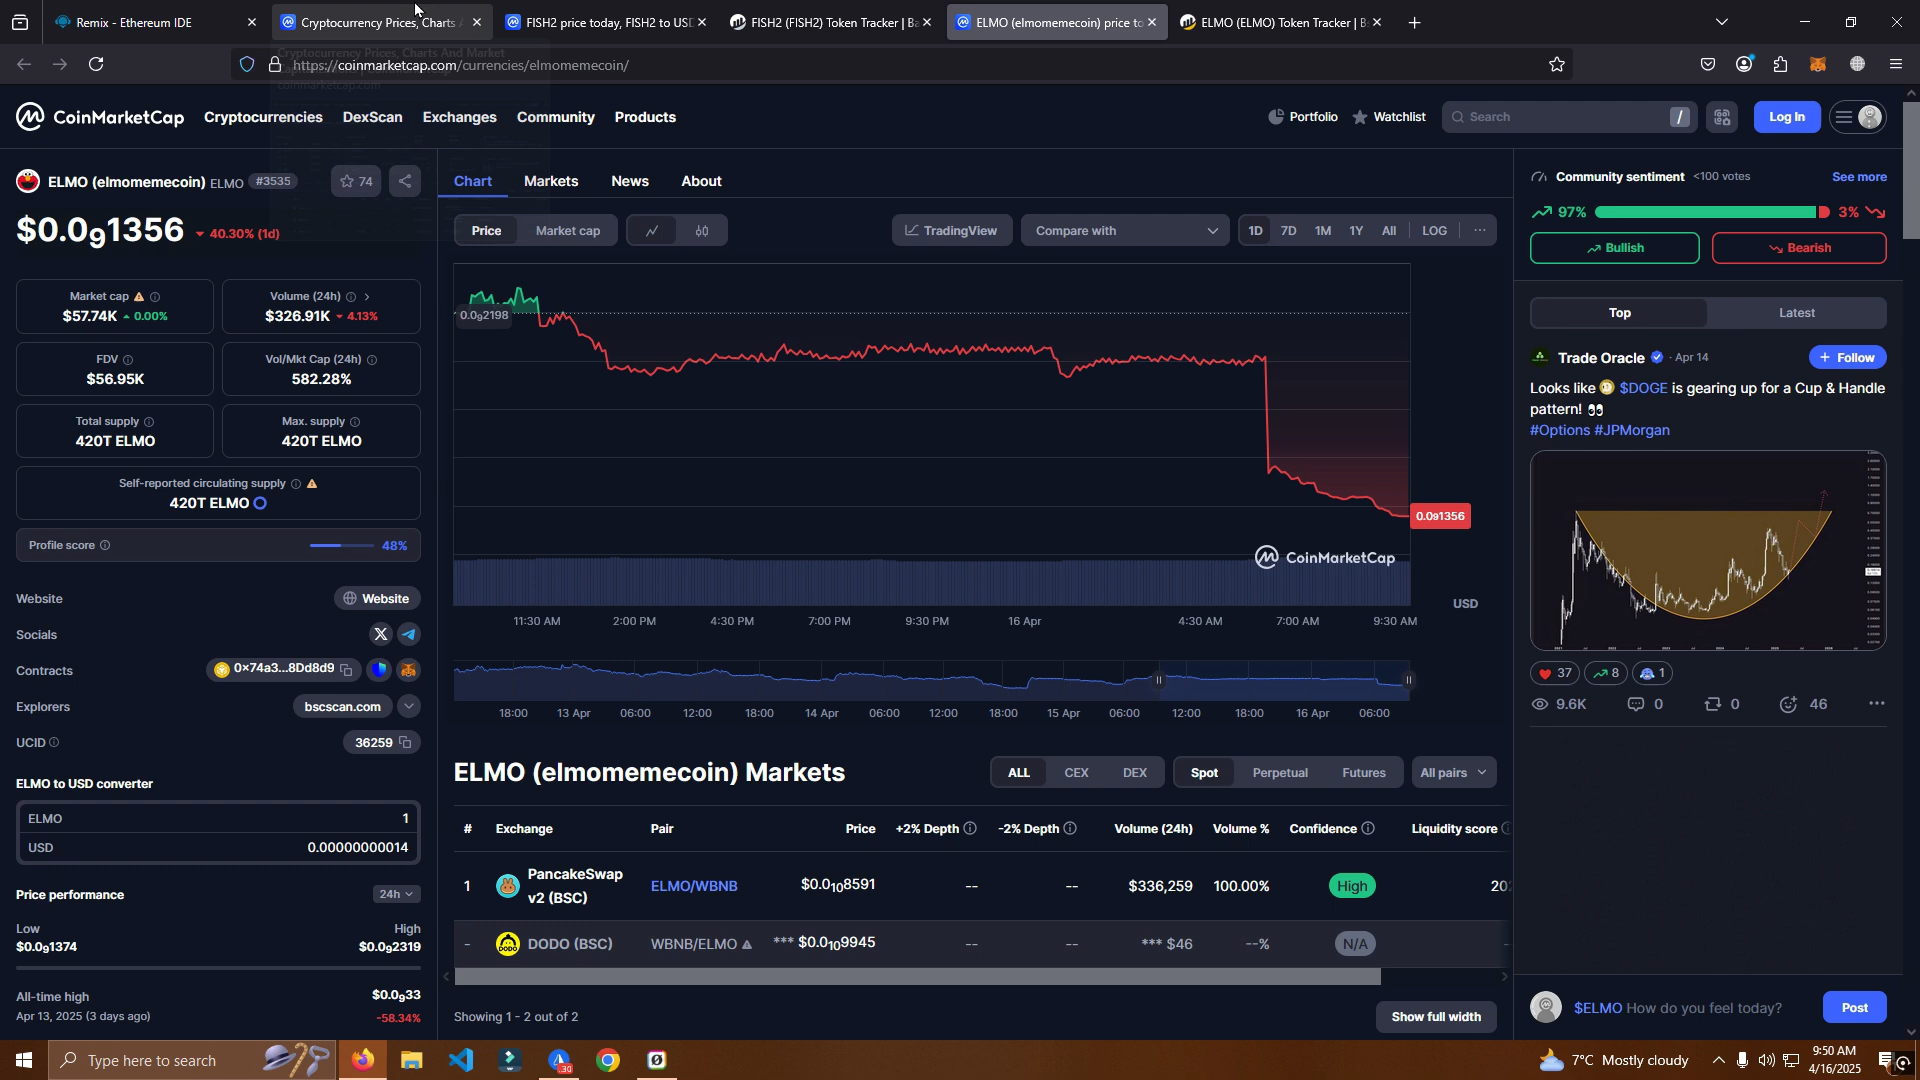 Remix - Ethereum IDE
Cryptocurrency Prices, Charts
FISH2 price today, FISH2 to USD
FISH2 (FISH2) Token Tracker | Ba
ELMO (elmomemecoin) price to
ELMO (ELMO) Token Tracker | B
https://coinmarketcap.com/currencies/elmomemecoin/
Cryptocurrency Prices, Charts And Market
coinmarketcap.com
CoinMarketCap
Cryptocurrencies
DexScan
Exchanges
Community
Products
Portfolio
Watchlist
Search
/
Log In
ELMO (elmomemecoin) ELMO #3535
74
$0.0₉1356
40.30% (1d)
Market cap
$57.74K 0.00%
Volume (24h) >
$326.91K 4.13%
FDV
$56.95K
Vol/Mkt Cap (24h)
582.28%
Total supply
420T ELMO
Max. supply
420T ELMO
Self-reported circulating supply
420T ELMO
Profile score
48%
Website
Website
Socials
Contracts
0x74a3...8Dd8d9
Explorers
bscscan.com
UCID
36259
ELMO to USD converter
ELMO
1
USD
0.00000000014
Price performance
24h
Low
High
$0.0₉1374
$0.0₉2319
All-time high
$0.0₉33
Apr 13, 2025 (3 days ago)
-58.34%
Chart
Markets
News
About
Price
Market cap
TradingView
Compare with
1D
7D
1M
1Y
All
LOG
...
0.0₉2198
0.0₉1356
CoinMarketCap
USD
11:30 AM 2:00 PM 4:30 PM 7:00 PM 9:30 PM 16 Apr 4:30 AM 7:00 AM 9:30 AM
18:00 13 Apr 06:00 12:00 18:00 14 Apr 06:00 12:00 18:00 15 Apr 06:00 12:00 18:00 16 Apr 06:00
ELMO (elmomemecoin) Markets
ALL
CEX
DEX
Spot
Perpetual
Futures
All pairs
# Exchange Pair Price +2% Depth -2% Depth Volume (24h) Volume % Confidence Liquidity score
1 PancakeSwap v2 (BSC) ELMO/WBNB $0.0₁₀8591 -- -- $336,259 100.00% High 20
- DODO (BSC) WBNB/ELMO *** $0.0₁₀9945 -- -- *** $46 --% N/A -
Showing 1 - 2 out of 2
Show full width
Community sentiment <100 votes
See more
97%
3%
Bullish
Bearish
Top
Latest
Trade Oracle · Apr 14
+ Follow
Looks like $DOGE is gearing up for a Cup & Handle
pattern! 👀
#Options #JPMorgan
37
8
1
9.6K
0
0
46
...
$ELMO How do you feel today?
Post
Type here to search
.30
7°C Mostly cloudy
9:50 AM
4/16/2025